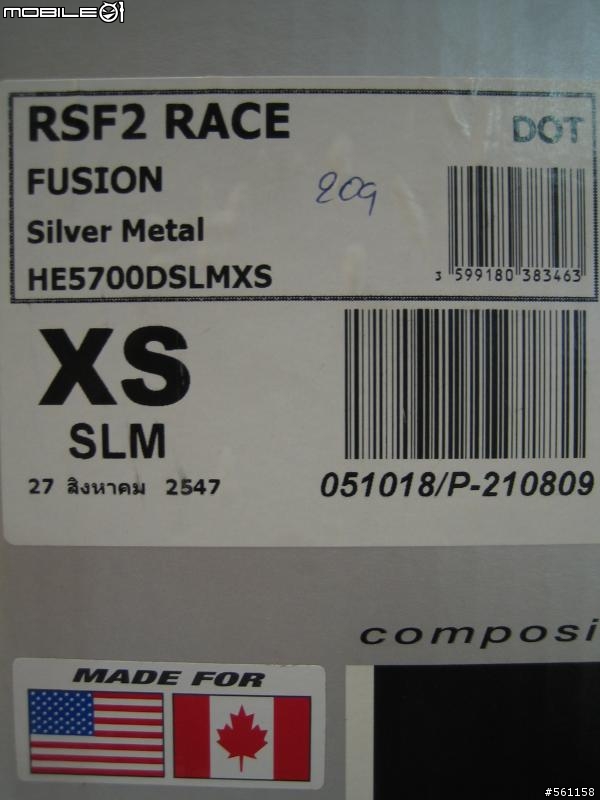 MOBILE01
RSF2 RACE
DOT
FUSION
209
Silver Metal
HE5700DSLMXS
3 599180 383463
XS
SLM
27 สิงหาคม 2547
051018/P-210809
composi
MADE FOR
#561158